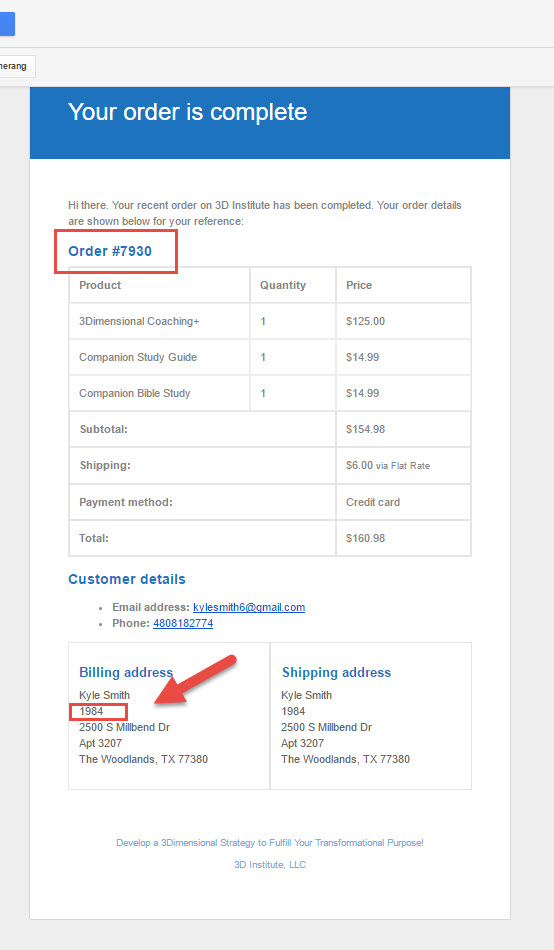 nerang
Your order is complete
Hi there. Your recent order on 3D Institute has been completed. Your order details
are shown below for your reference:
Order #7930
Product Quantity Price
3Dimensional Coaching+ 1 $125.00
Companion Study Guide 1 $14.99
Companion Bible Study 1 $14.99
Subtotal: $154.98
Shipping: $6.00 via Flat Rate
Payment method: Credit card
Total: $160.98
Customer details
• Email address: kylesmith6@gmail.com
• Phone: 4808182774
Billing address
Kyle Smith
1984
2500 S Millbend Dr
Apt 3207
The Woodlands, TX 77380
Shipping address
Kyle Smith
1984
2500 S Millbend Dr
Apt 3207
The Woodlands, TX 77380
Develop a 3Dimensional Strategy to Fulfill Your Transformational Purpose!
3D Institute, LLC